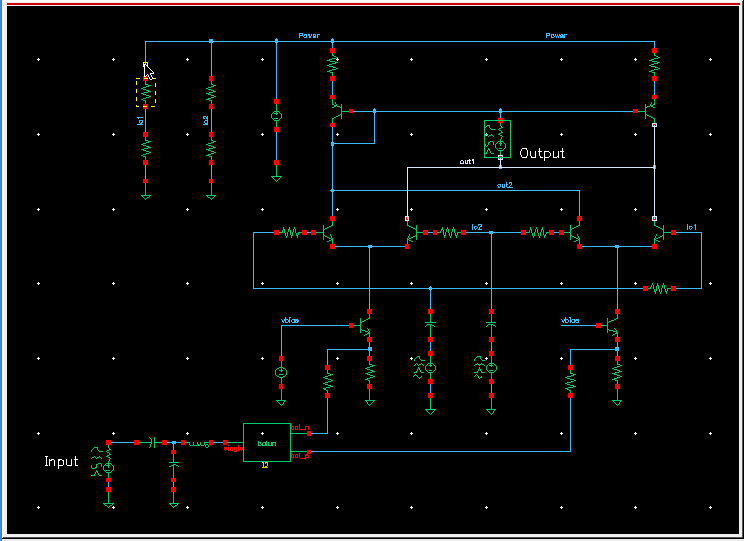 Power
Power
lo1
lo2
Output
out1
out2
lo2
lo1
vbias
vbias
bal_n
balun
single
bal_p
I2
Input